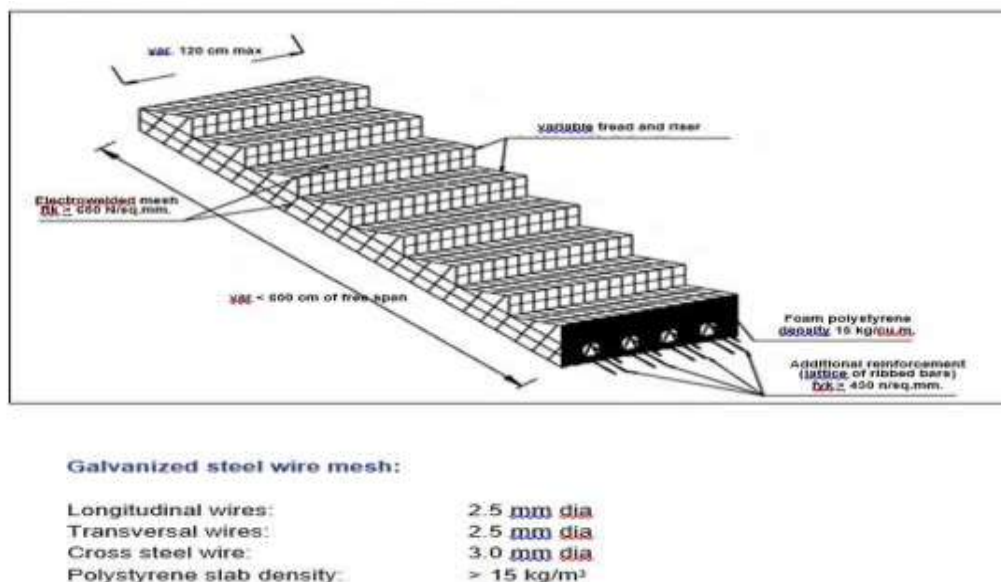 var. 120 cm max
variable tread and riser
Electrowelded mesh
ftk ≥ 680 N/sq.mm.
var < 600 cm of free span
Foam polystyrene
density 15 kg/cu.m.
Additional reinforcement
(lattice of ribbed bars)
fyk ≥ 450 n/sq.mm.
Galvanized steel wire mesh:
Longitudinal wires: 2.5 mm dia
Transversal wires: 2.5 mm dia
Cross steel wire: 3.0 mm dia
Polystyrene slab density: > 15 kg/m³